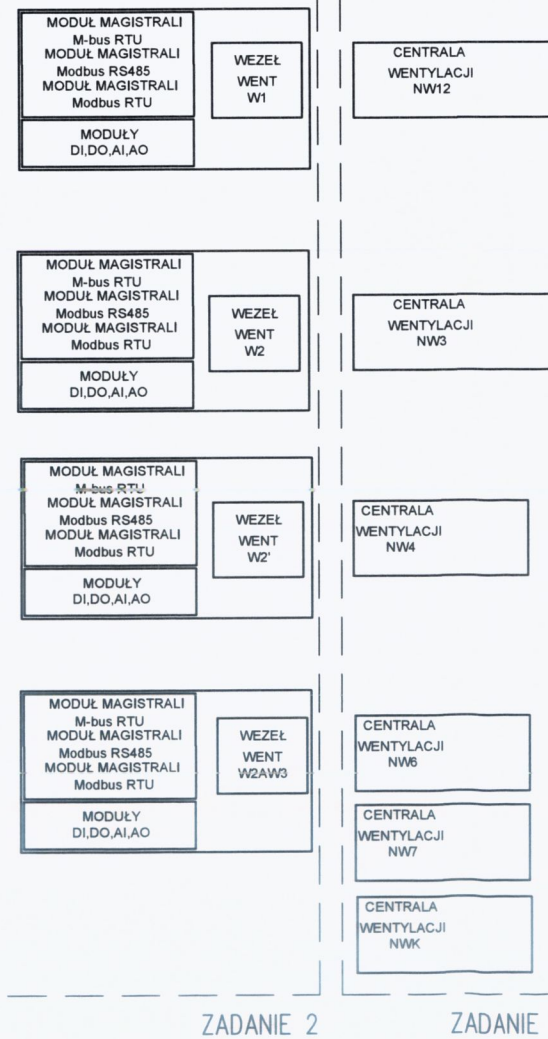 MODUŁ MAGISTRALI
M-bus RTU
MODUŁ MAGISTRALI
Modbus RS485
MODUŁ MAGISTRALI
Modbus RTU
MODUŁY
DI,DO,AI,AO
WEZEŁ
WENT
W1
CENTRALA
WENTYLACJI
NW12
MODUŁ MAGISTRALI
M-bus RTU
MODUŁ MAGISTRALI
Modbus RS485
MODUŁ MAGISTRALI
Modbus RTU
MODUŁY
DI,DO,AI,AO
WEZEŁ
WENT
W2
CENTRALA
WENTYLACJI
NW3
MODUŁ MAGISTRALI
M-bus RTU
MODUŁ MAGISTRALI
Modbus RS485
MODUŁ MAGISTRALI
Modbus RTU
MODUŁY
DI,DO,AI,AO
WEZEŁ
WENT
W2'
CENTRALA
WENTYLACJI
NW4
MODUŁ MAGISTRALI
M-bus RTU
MODUŁ MAGISTRALI
Modbus RS485
MODUŁ MAGISTRALI
Modbus RTU
MODUŁY
DI,DO,AI,AO
WEZEŁ
WENT
W2AW3
CENTRALA
WENTYLACJI
NW6
CENTRALA
WENTYLACJI
NW7
CENTRALA
WENTYLACJI
NWK
ZADANIE 2
ZADANIE